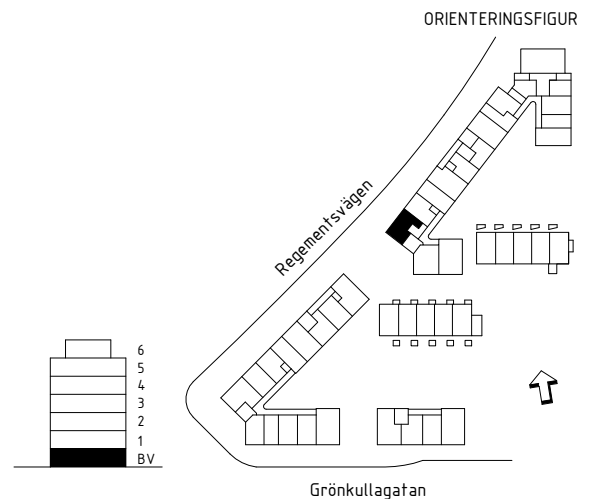 ORIENTERINGSFIGUR
Regementsvägen
6
5
4
3
2
1
BV
Grönkullagatan